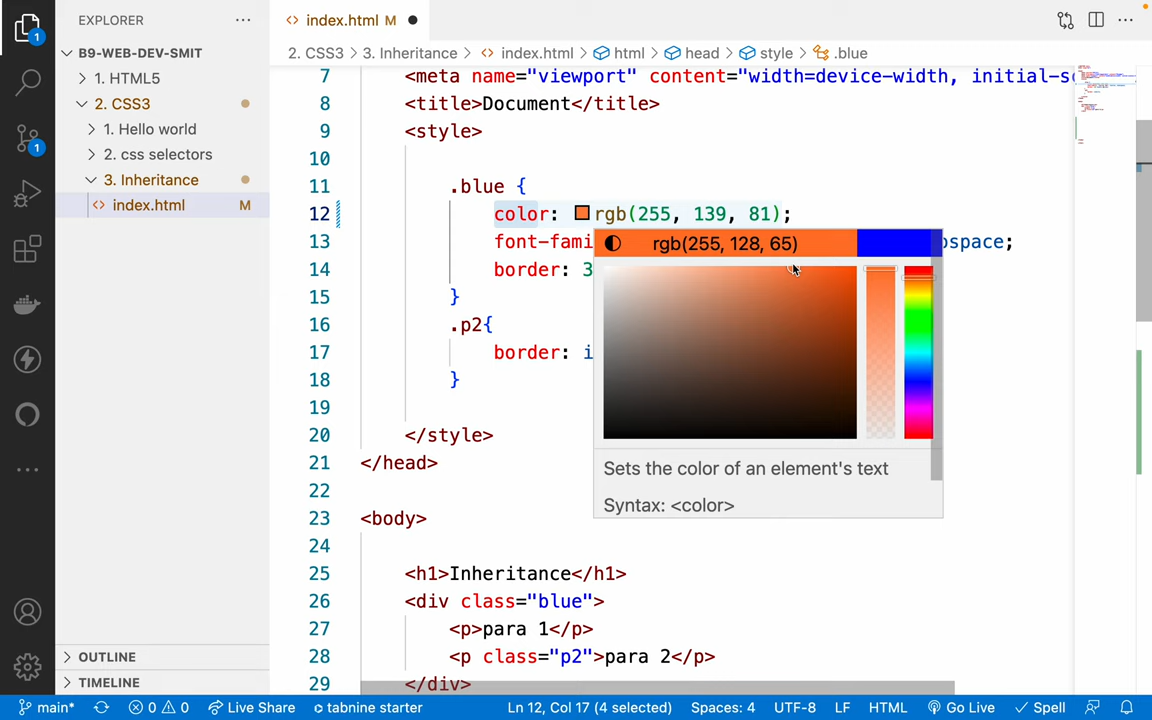 EXPLORER
B9-WEB-DEV-SMIT
1. HTML5
2. CSS3
1. Hello world
2. css selectors
3. Inheritance
index.html M
OUTLINE
TIMELINE
1
1
index.html M
2. CSS3 > 3. Inheritance > index.html > html > head > style > .blue
7 <meta name="viewport" content="width=device-width, initial-sc
8 <title>Document</title>
9 <style>
10
11 .blue {
12 color: rgb(255, 139, 81);
13 font-fami ospace;
14 border: 3
15 }
16 .p2{
17 border: i
18 }
19
20 </style>
21 </head>
22
23 <body>
24
25 <h1>Inheritance</h1>
26 <div class="blue">
27 <p>para 1</p>
28 <p class="p2">para 2</p>
29 </div>
rgb(255, 128, 65)
Sets the color of an element's text
Syntax: <color>
main* 0 0 Live Share tabnine starter Ln 12, Col 17 (4 selected) Spaces: 4 UTF-8 LF HTML Go Live Spell